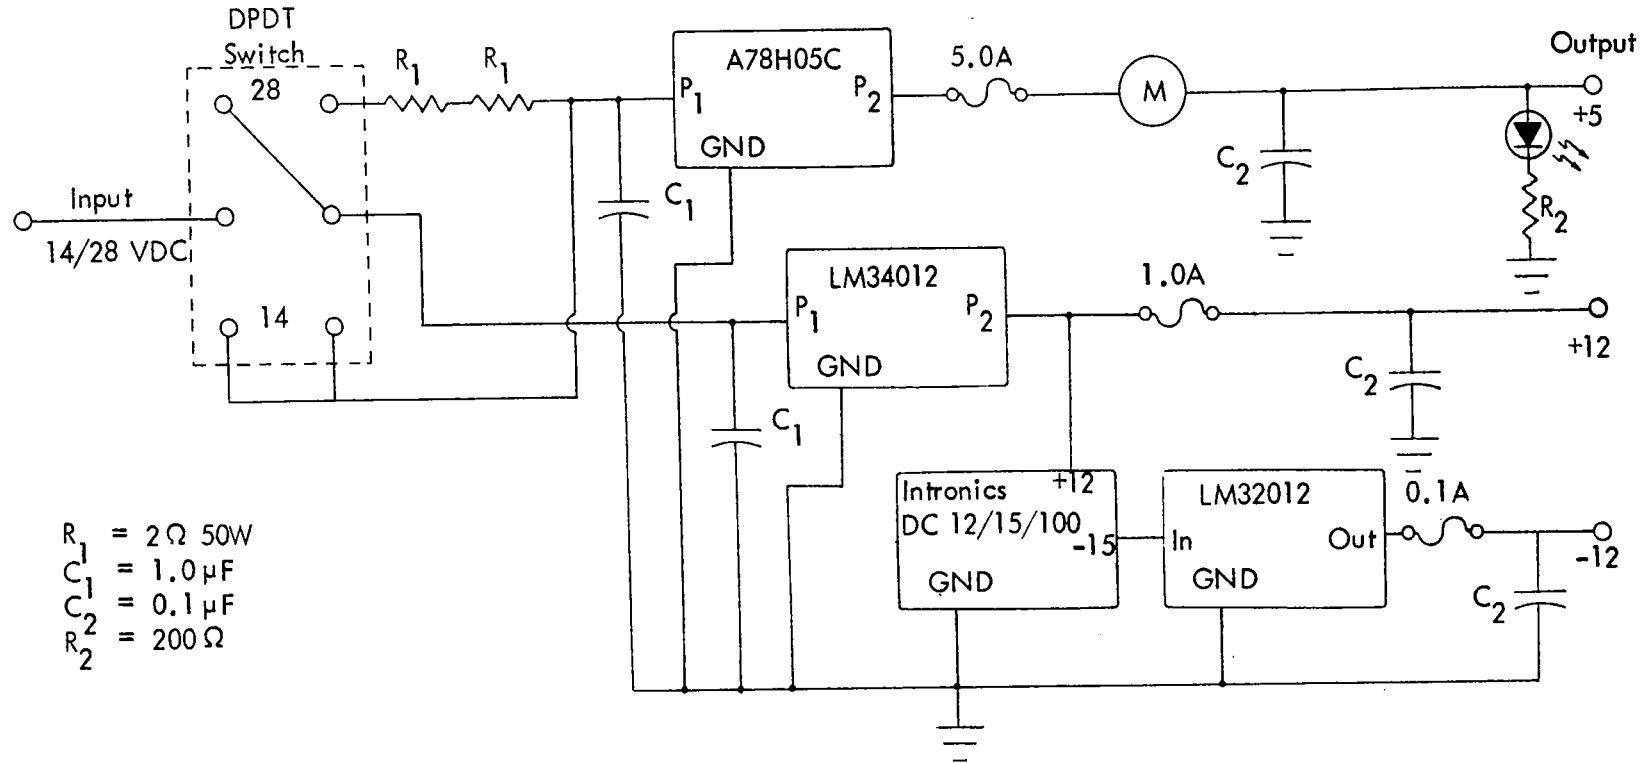 DPDT
Switch
28
R1 R1
A78H05C
P1
P2
GND
5.0A
M
Output
+5
C2
R2
Input
14/28 VDC
14
C1
LM34012
P1
P2
GND
1.0A
+12
C2
C1
Intronics
+12
DC 12/15/100
-15
GND
LM32012
In
Out
GND
0.1A
-12
C2
R1 = 2Ω 50W
C1 = 1.0µF
C2 = 0.1µF
R2 = 200Ω